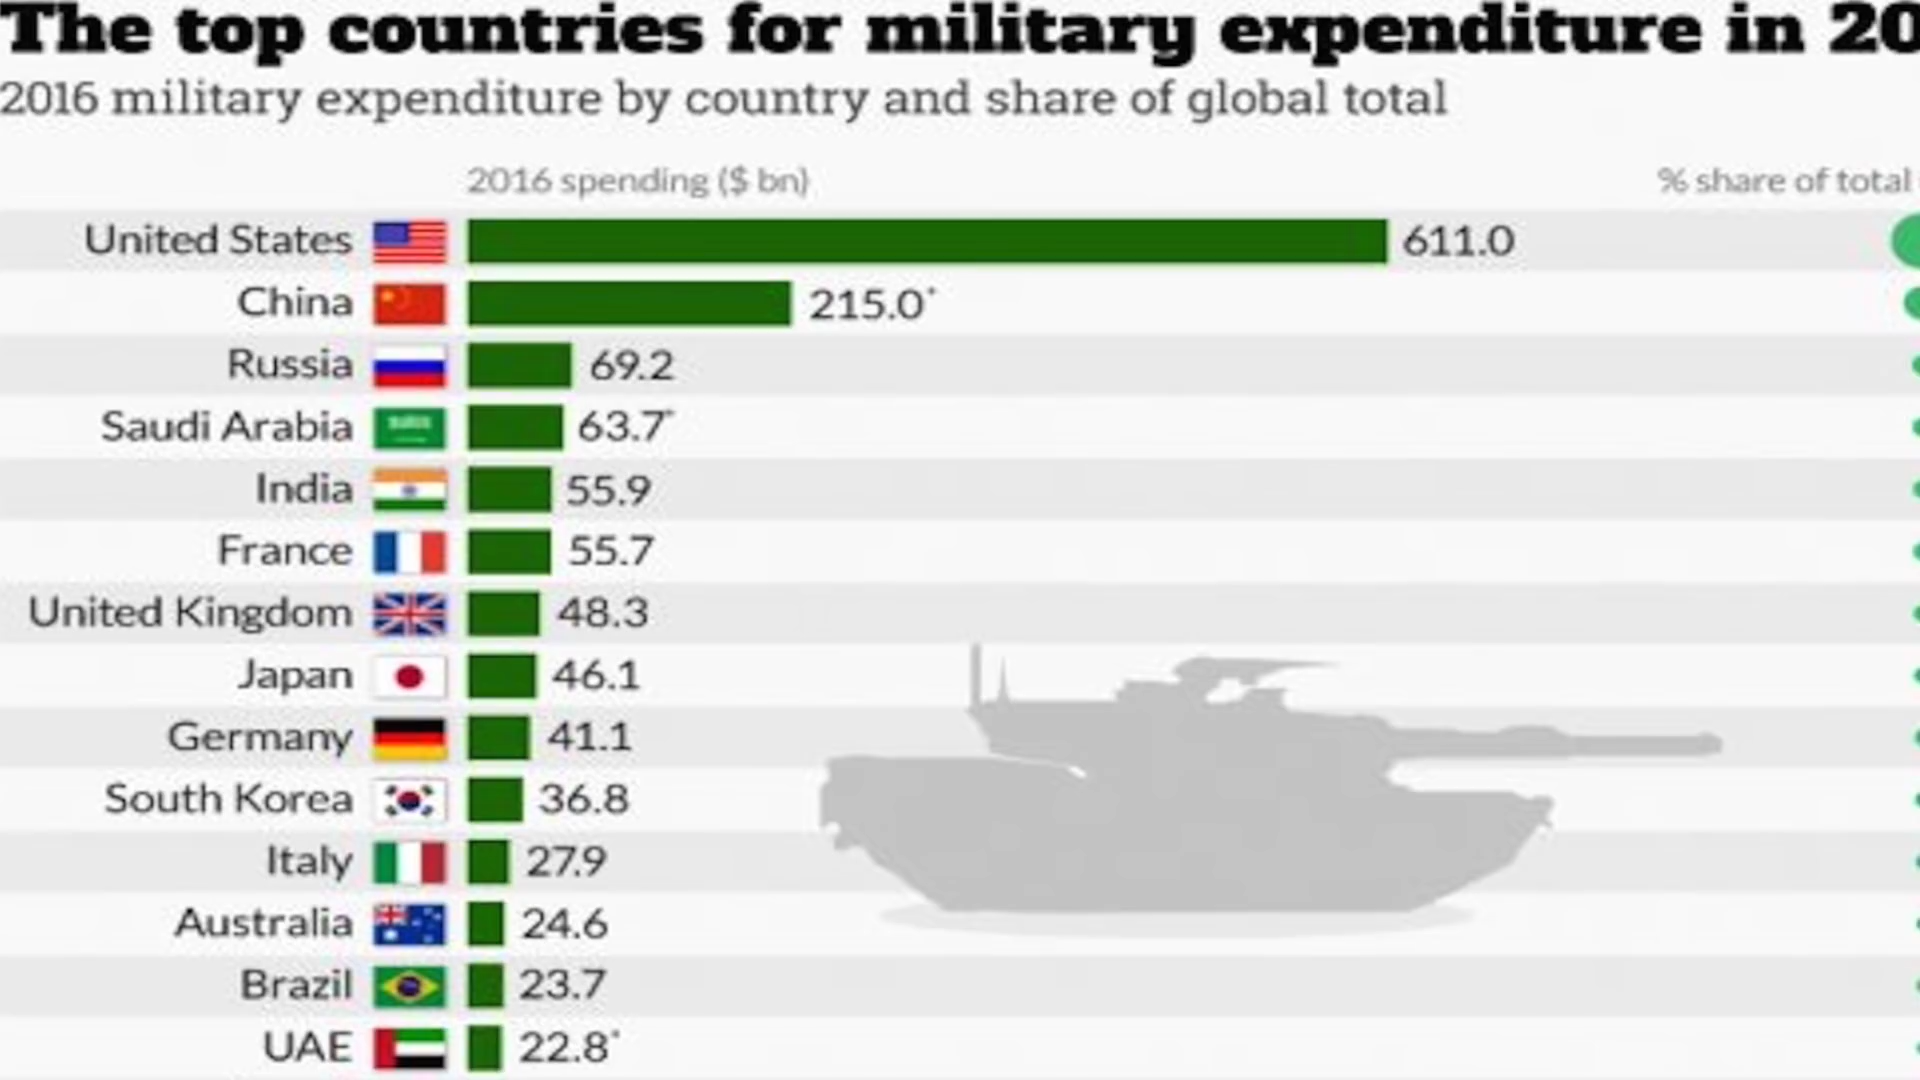 The top countries for military expenditure in 20
2016 military expenditure by country and share of global total
2016 spending ($ bn) % share of total
United States 611.0
China 215.0*
Russia 69.2
Saudi Arabia 63.7*
India 55.9
France 55.7
United Kingdom 48.3
Japan 46.1
Germany 41.1
South Korea 36.8
Italy 27.9
Australia 24.6
Brazil 23.7
UAE 22.8*